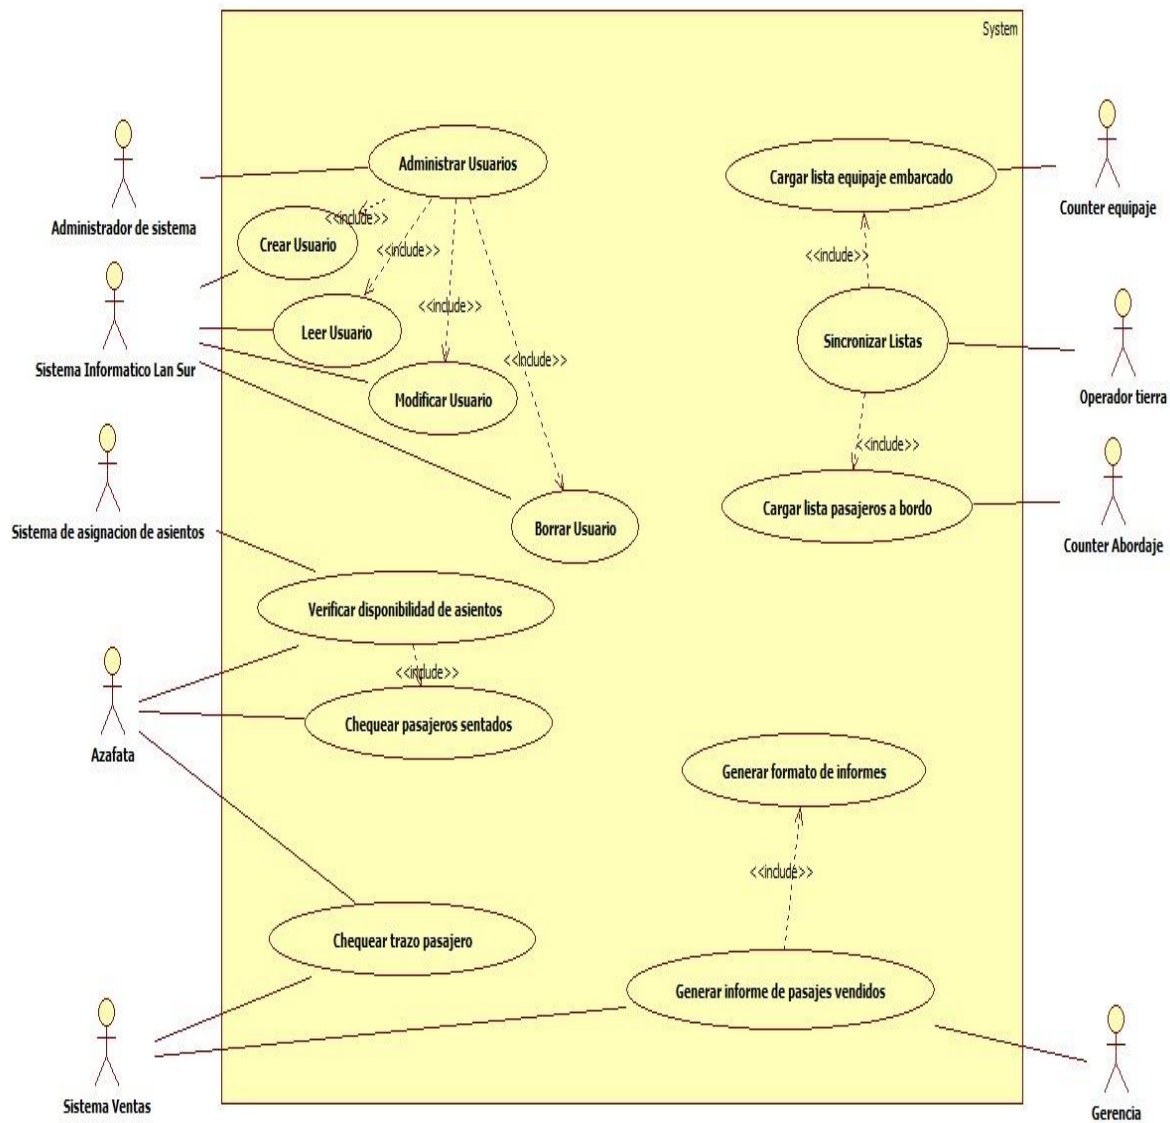 System
Administrar Usuarios
Cargar lista equipaje embarcado
Administrador de sistema
Counter equipaje
<<include>>
Crear Usuario
<<include>>
<<include>>
<<include>>
Leer Usuario
Sincronizar Listas
Sistema Informatico Lan Sur
<<include>>
Operador tierra
Modificar Usuario
<<include>>
Sistema de asignacion de asientos
Borrar Usuario
Cargar lista pasajeros a bordo
Counter Abordaje
Verificar disponibilidad de asientos
<<include>>
Chequear pasajeros sentados
Azafata
Generar formato de informes
<<include>>
Chequear trazo pasajero
Generar informe de pasajes vendidos
Sistema Ventas
Gerencia